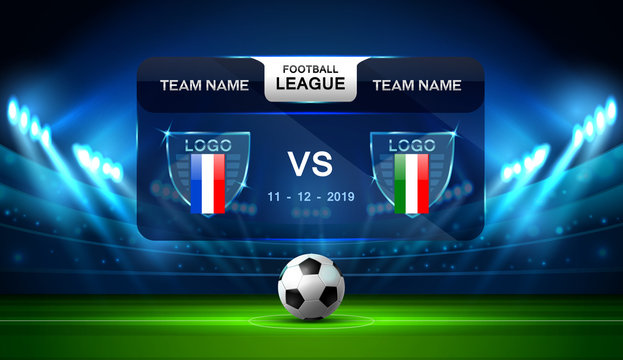 FOOTBALL
LEAGUE
TEAM NAME
TEAM NAME
LOGO
VS
LOGO
11 - 12 - 2019